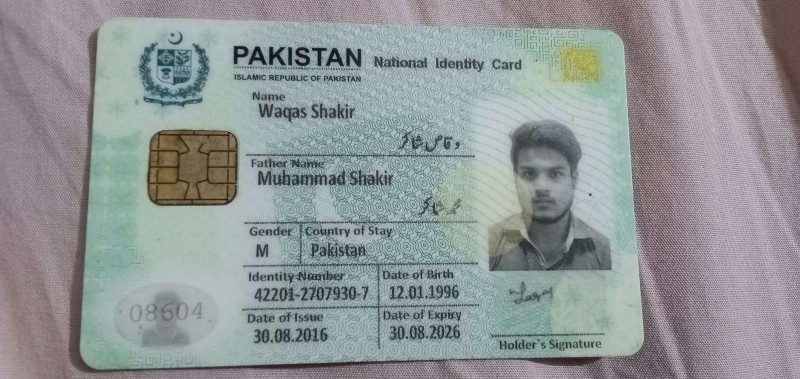 PAKISTAN National Identity Card
ISLAMIC REPUBLIC OF PAKISTAN
Name
Waqas Shakir
وقاص شاکر
Father Name
Muhammad Shakir
محمد شاکر
Gender Country of Stay
M Pakistan
Identity Number Date of Birth
42201-2707930-7 12.01.1996
Date of Issue Date of Expiry
30.08.2016 30.08.2026
08604
Holder`s Signature